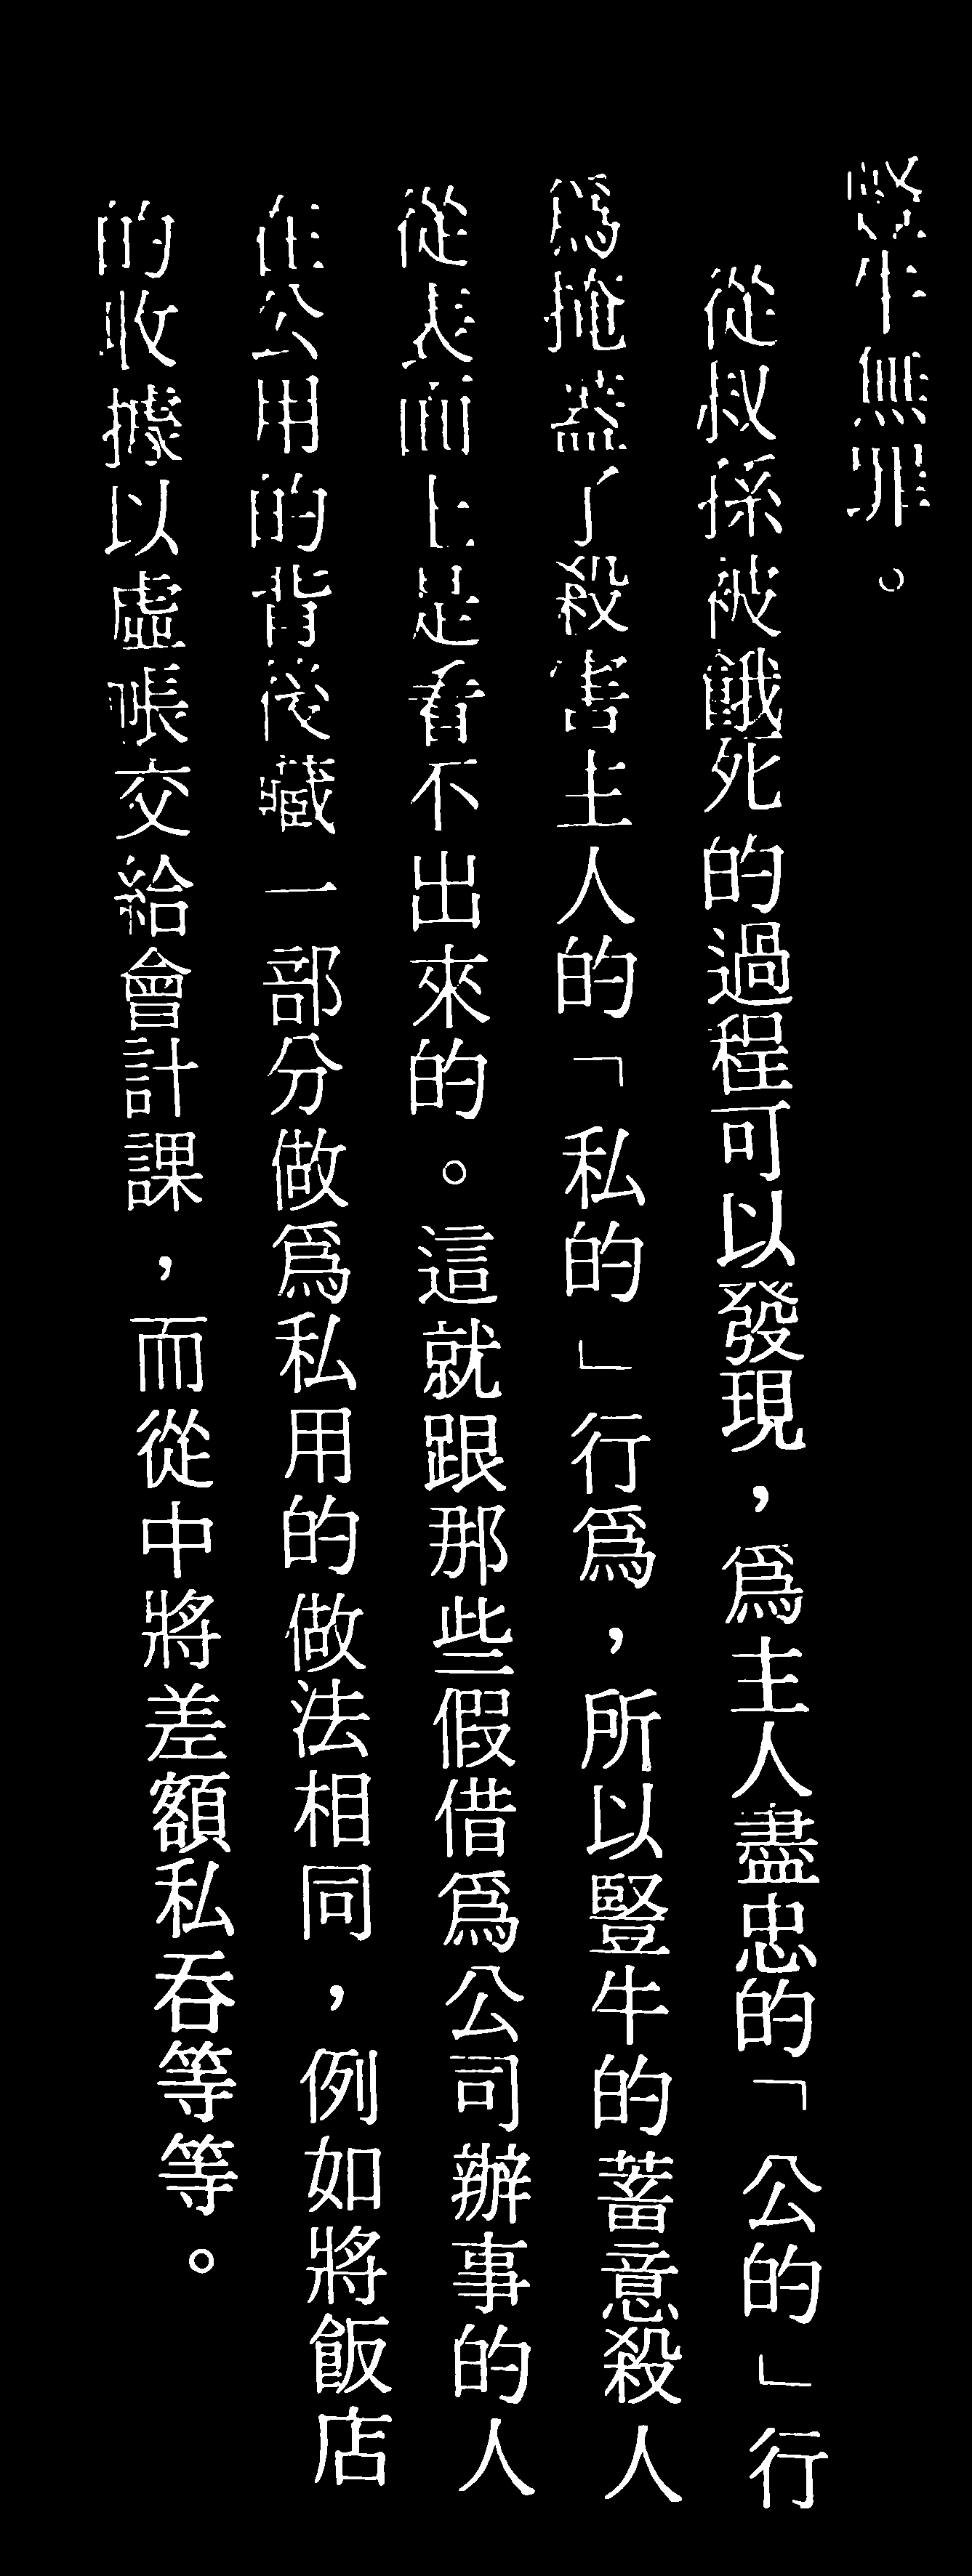 豎牛無罪。
從叔孫被餓死的過程可以發現，爲主人盡忠的「公的」行
爲掩蓋了殺害主人的「私的」行爲，所以豎牛的蓄意殺人
從表面上是看不出來的。這就跟那些假借爲公司辦事的人
在公用的背後藏一部分做爲私用的做法相同，例如將飯店
的收據以虛帳交給會計課，而從中將差額私吞等等。